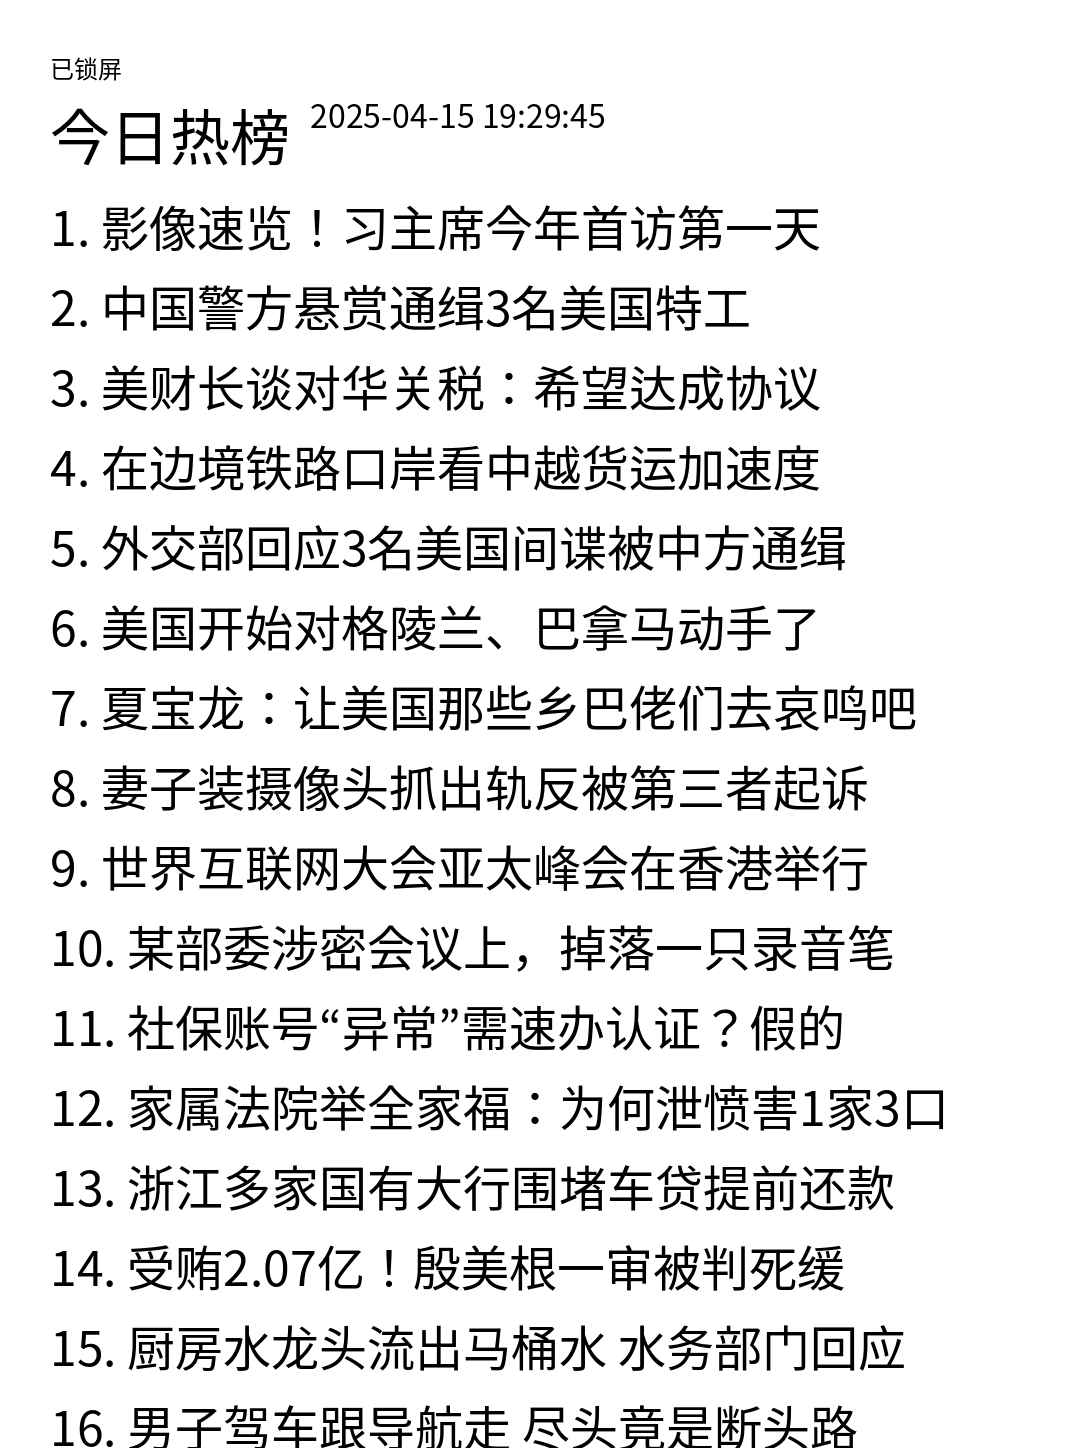 已锁屏
今日热榜 2025-04-15 19:29:45
1. 影像速览！习主席今年首访第一天
2. 中国警方悬赏通缉3名美国特工
3. 美财长谈对华关税：希望达成协议
4. 在边境铁路口岸看中越货运加速度
5. 外交部回应3名美国间谍被中方通缉
6. 美国开始对格陵兰、巴拿马动手了
7. 夏宝龙：让美国那些乡巴佬们去哀鸣吧
8. 妻子装摄像头抓出轨反被第三者起诉
9. 世界互联网大会亚太峰会在香港举行
10. 某部委涉密会议上，掉落一只录音笔
11. 社保账号“异常”需速办认证？假的
12. 家属法院举全家福：为何泄愤害1家3口
13. 浙江多家国有大行围堵车贷提前还款
14. 受贿2.07亿！殷美根一审被判死缓
15. 厨房水龙头流出马桶水 水务部门回应
16. 男子驾车跟导航走 尽头竟是断头路